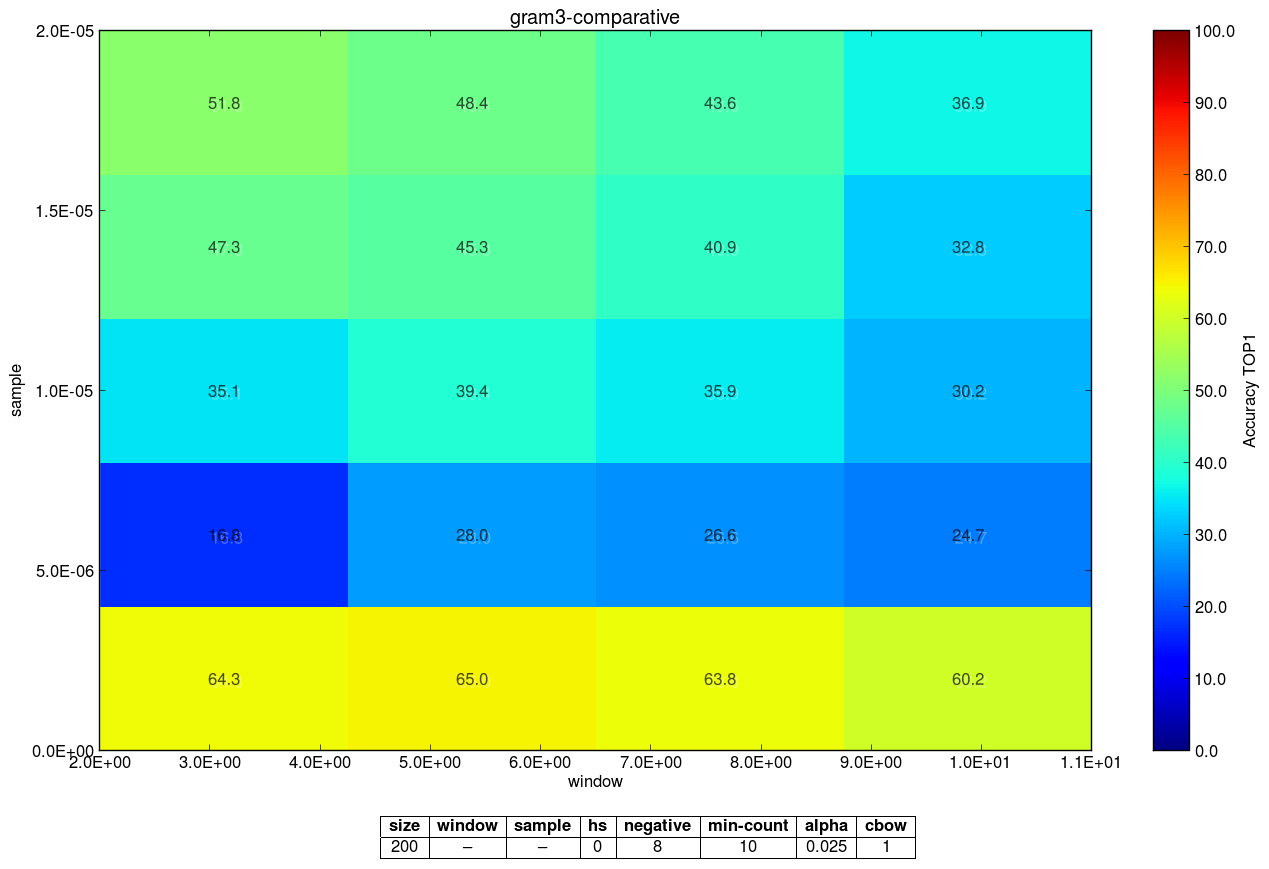 gram3-comparative
2.0E-05
51.8 48.4 43.6 36.9
100.0
90.0
80.0
1.5E-05
47.3 45.3 40.9 32.8
70.0
60.0
sample
1.0E-05
35.1 39.4 35.9 30.2
50.0
Accuracy TOP1
40.0
16.8 28.0 26.6 24.7
30.0
5.0E-06
20.0
64.3 65.0 63.8 60.2
10.0
0.0E+00
0.0
2.0E+00 3.0E+00 4.0E+00 5.0E+00 6.0E+00 7.0E+00 8.0E+00 9.0E+00 1.0E+01 1.1E+01
window
size window sample hs negative min-count alpha cbow
200 – – 0 8 10 0.025 1